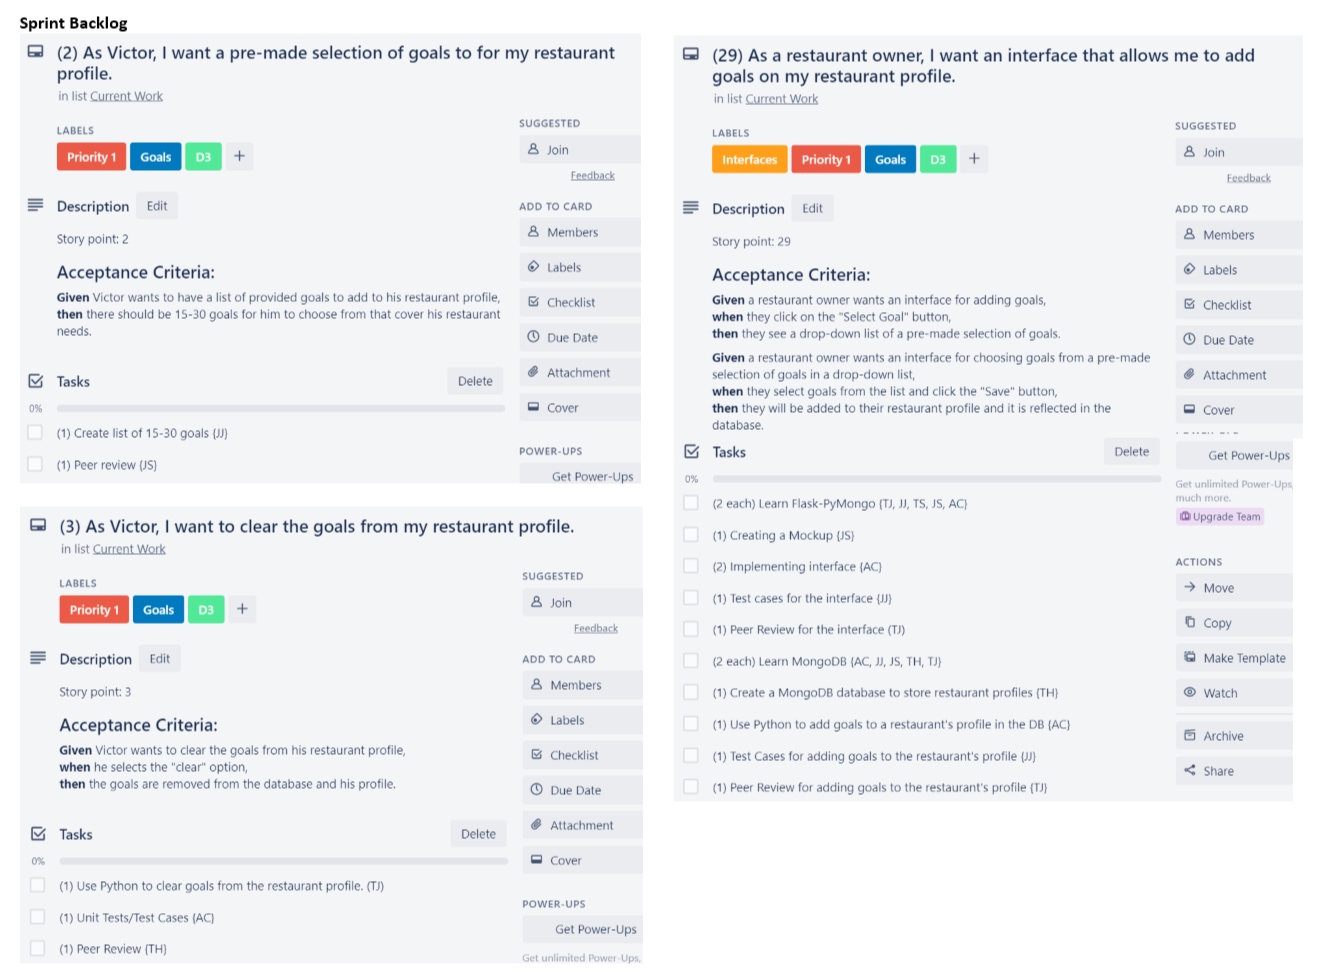 Sprint Backlog
(2) As Victor, I want a pre-made selection of goals to for my restaurant
profile.
in list Current Work
LABELS
Priority 1
Goals
D3
+
Description
Edit
Story point: 2
Acceptance Criteria:
Given Victor wants to have a list of provided goals to add to his restaurant profile,
then there should be 15-30 goals for him to choose from that cover his restaurant
needs.
Tasks
Delete
0%
(1) Create list of 15-30 goals {JJ}
(1) Peer review {JS}
SUGGESTED
Join
Feedback
ADD TO CARD
Members
Labels
Checklist
Due Date
Attachment
Cover
POWER-UPS
Get Power-Ups
(3) As Victor, I want to clear the goals from my restaurant profile.
in list Current Work
LABELS
Priority 1
Goals
D3
+
Description
Edit
Story point: 3
Acceptance Criteria:
Given Victor wants to clear the goals from his restaurant profile,
when he selects the "clear" option,
then the goals are removed from the database and his profile.
Tasks
Delete
0%
(1) Use Python to clear goals from the restaurant profile. {TJ}
(1) Unit Tests/Test Cases {AC}
(1) Peer Review {TH}
SUGGESTED
Join
Feedback
ADD TO CARD
Members
Labels
Checklist
Due Date
Attachment
Cover
POWER-UPS
Get Power-Ups
Get unlimited Power-Ups,
(29) As a restaurant owner, I want an interface that allows me to add
goals on my restaurant profile.
in list Current Work
LABELS
Interfaces
Priority 1
Goals
D3
+
Description
Edit
Story point: 29
Acceptance Criteria:
Given a restaurant owner wants an interface for adding goals,
when they click on the "Select Goal" button,
then they see a drop-down list of a pre-made selection of goals.
Given a restaurant owner wants an interface for choosing goals from a pre-made
selection of goals in a drop-down list,
when they select goals from the list and click the "Save" button,
then they will be added to their restaurant profile and it is reflected in the
database.
Tasks
Delete
0%
(2 each) Learn Flask-PyMongo {TJ, JJ, TS, JS, AC}
(1) Creating a Mockup {JS}
(2) Implementing interface {AC}
(1) Test cases for the interface {JJ}
(1) Peer Review for the interface {TJ}
(2 each) Learn MongoDB {AC, JJ, JS, TH, TJ}
(1) Create a MongoDB database to store restaurant profiles {TH}
(1) Use Python to add goals to a restaurant's profile in the DB {AC}
(1) Test Cases for adding goals to the restaurant's profile {JJ}
(1) Peer Review for adding goals to the restaurant's profile {TJ}
SUGGESTED
Join
Feedback
ADD TO CARD
Members
Labels
Checklist
Due Date
Attachment
Cover
Get Power-Ups
Get unlimited Power-Ups,
much more.
Upgrade Team
ACTIONS
Move
Copy
Make Template
Watch
Archive
Share